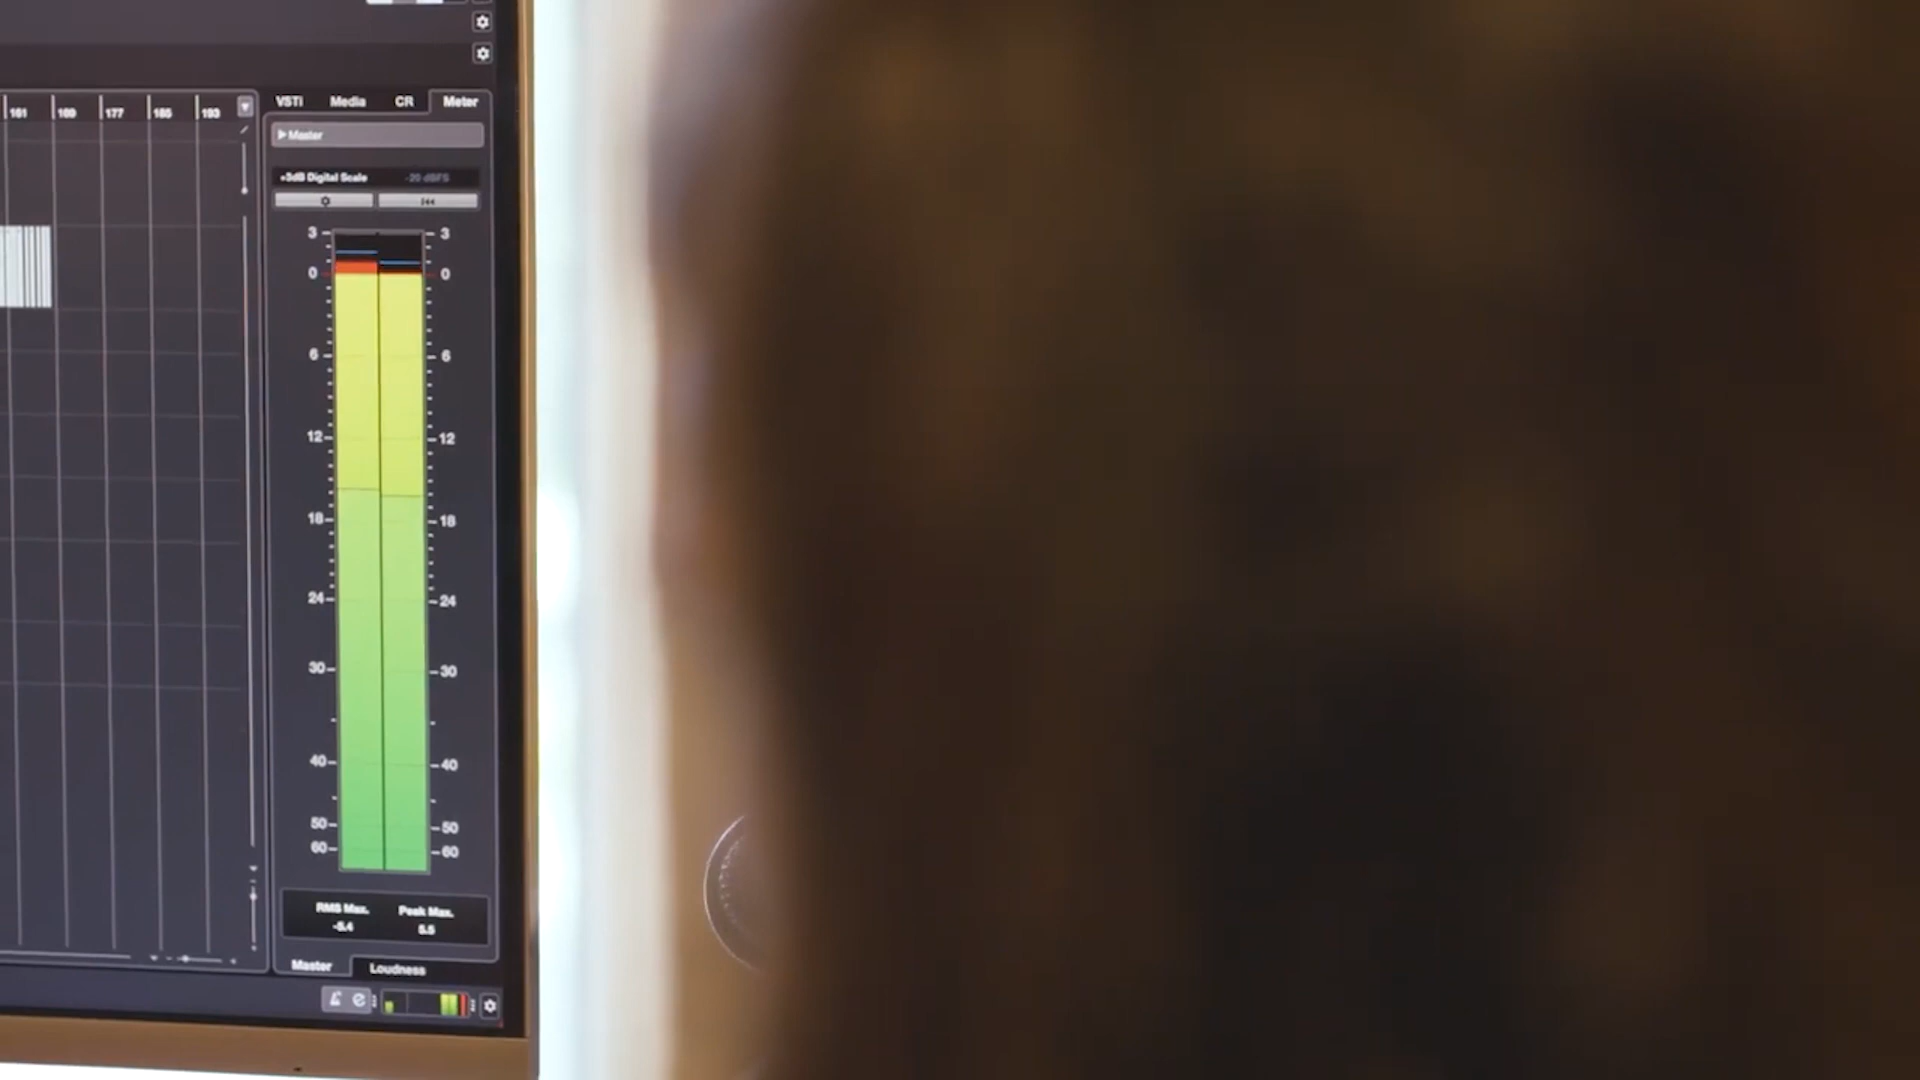 VSTi Media CR Meter
161 169 177 185 193
Master
+3dB Digital Scale -20 dBFS
3 3
0 0
6 6
12 12
18 18
24 24
30 30
40 40
50 50
60 60
RMS Max. Peak Max.
-5.4 5.5
Master Loudness